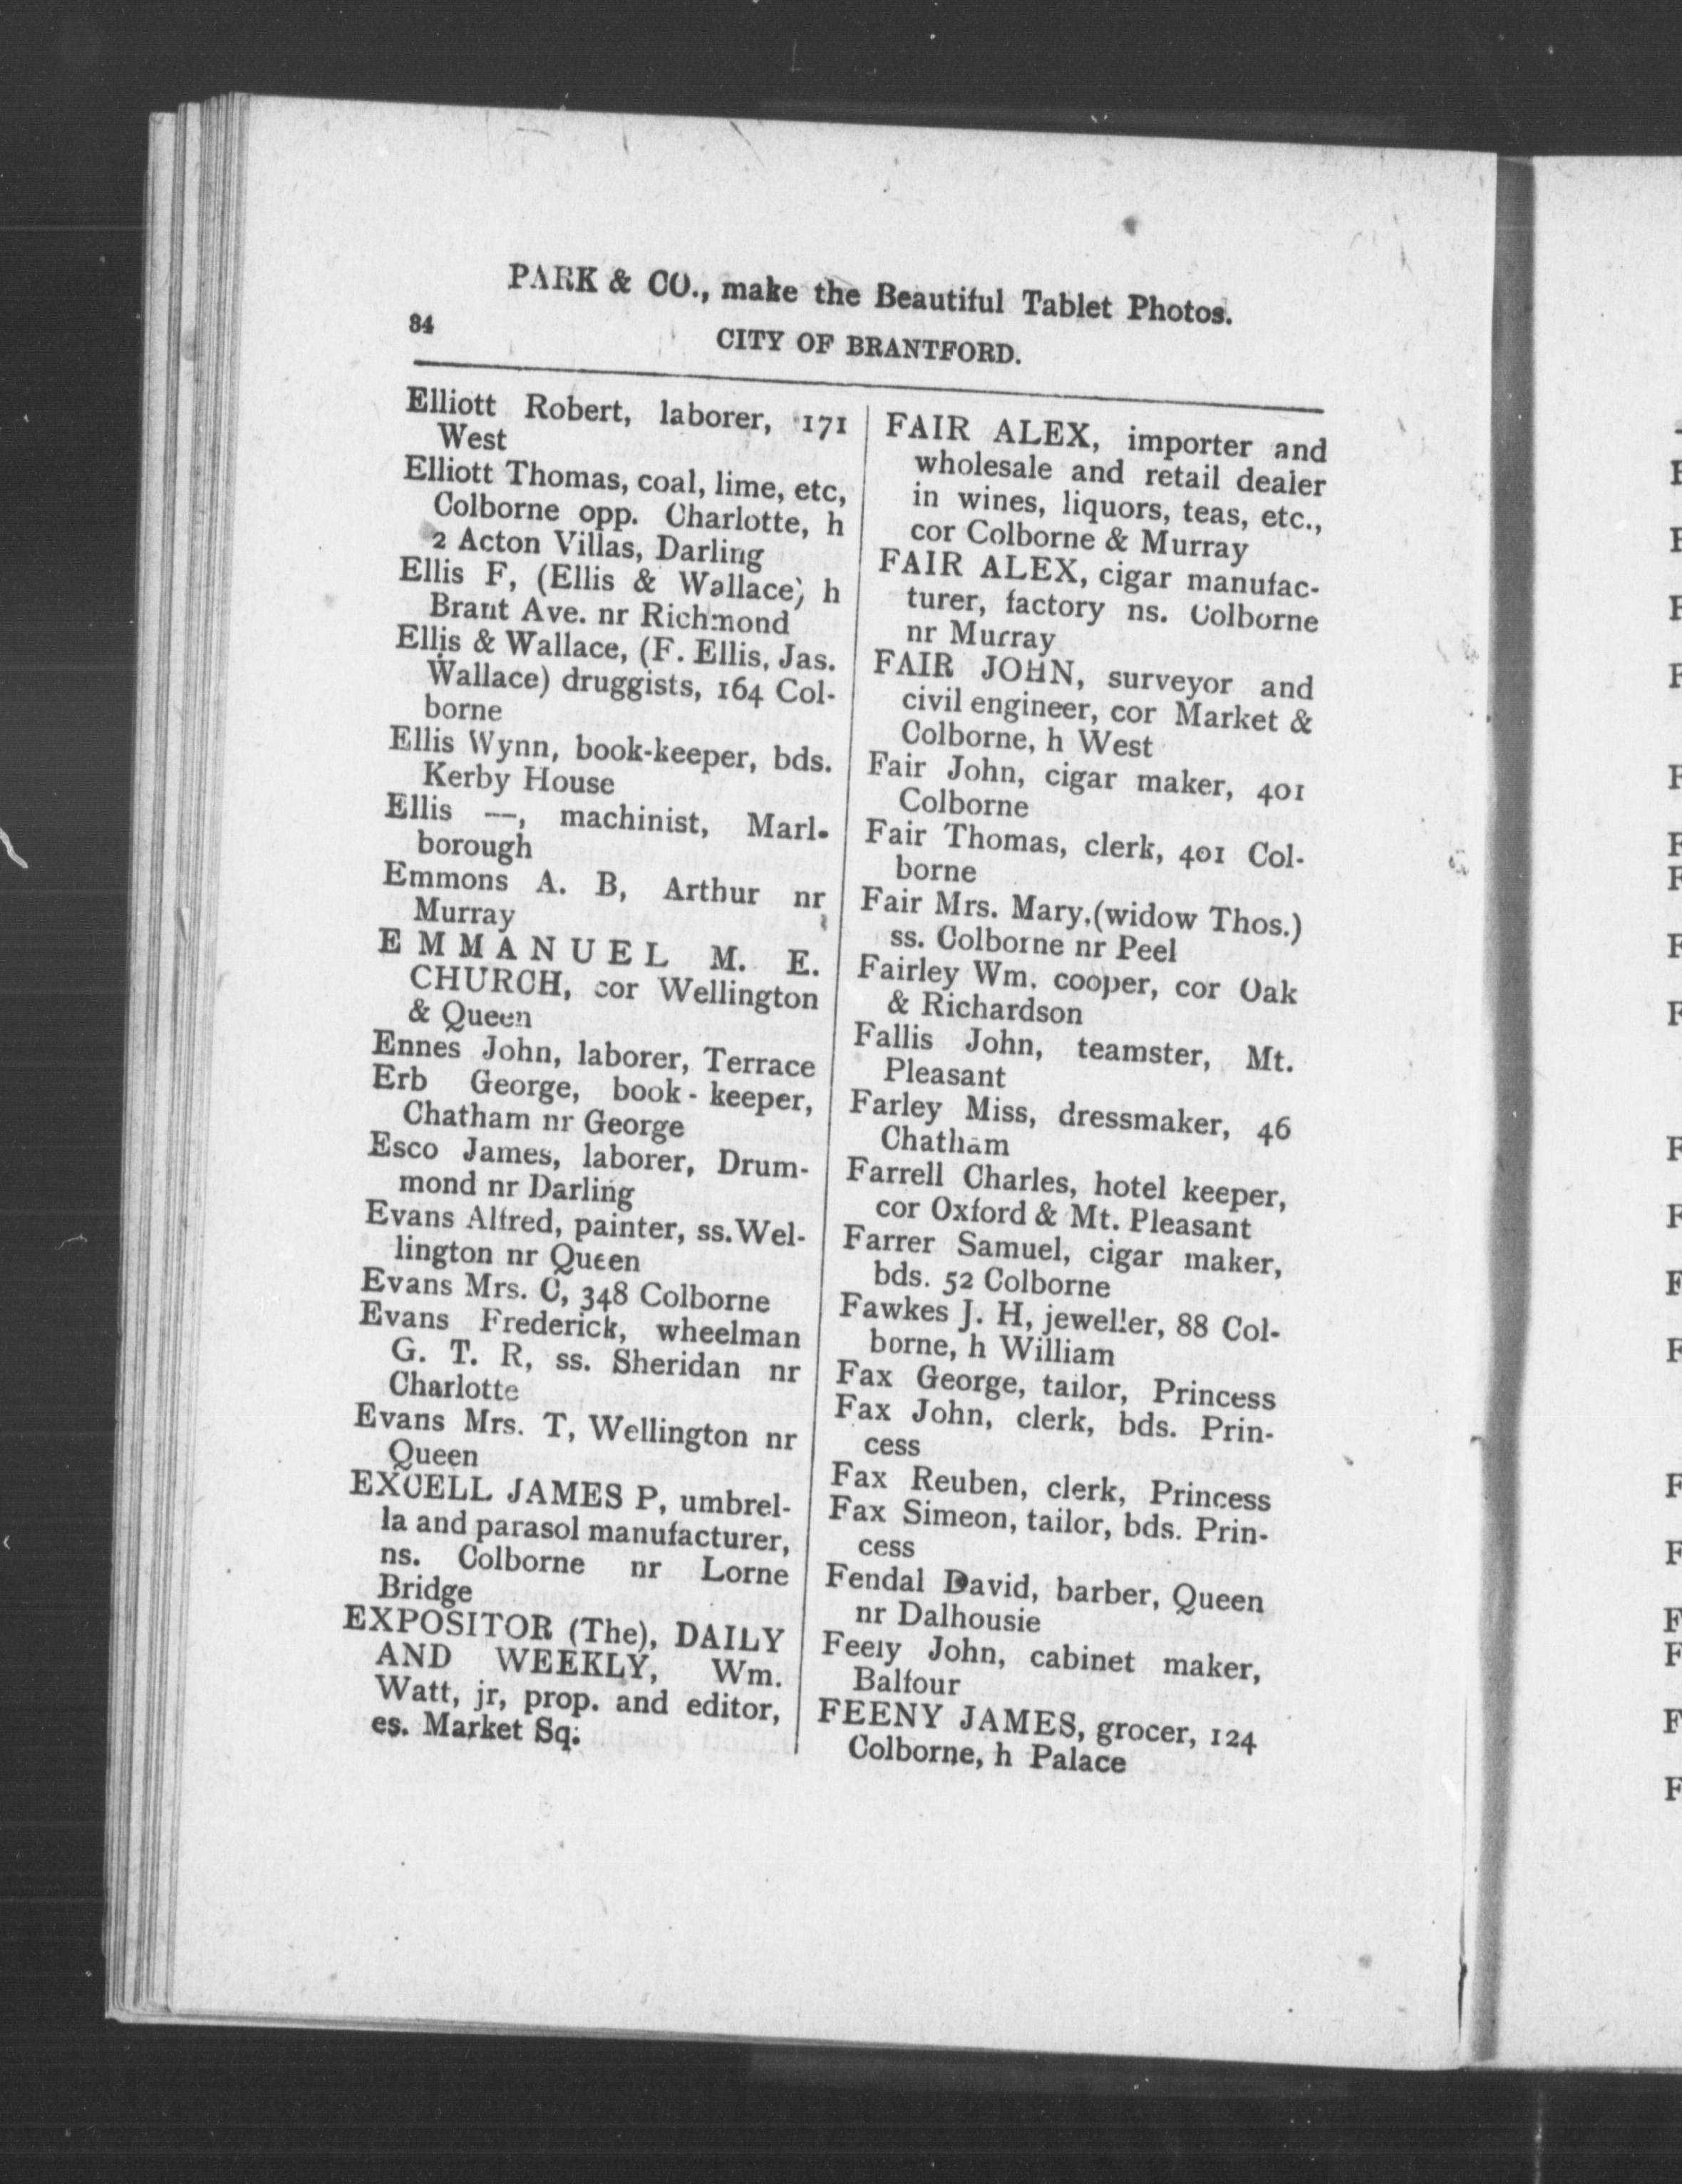 PARK & CO., make the Beautiful Tablet Photos.
84
CITY OF BRANTFORD.
Elliott Robert, laborer, 171
West
Elliott Thomas, coal, lime, etc,
Colborne opp. Charlotte, h
2 Acton Villas, Darling
Ellis F, (Ellis & Wallace) h
Brant Ave. nr Richmond
Ellis & Wallace, (F. Ellis, Jas.
Wallace) druggists, 164 Col-
borne
Ellis Wynn, book-keeper, bds.
Kerby House
Ellis —, machinist, Marl-
borough
Emmons A. B, Arthur nr
Murray
EMMANUEL M. E.
CHURCH, cor Wellington
& Queen
Ennes John, laborer, Terrace
Erb George, book-keeper,
Chatham nr George
Esco James, laborer, Drum-
mond nr Darling
Evans Alfred, painter, ss. Wel-
lington nr Queen
Evans Mrs. C, 348 Colborne
Evans Frederick, wheelman
G. T. R, ss. Sheridan nr
Charlotte
Evans Mrs. T, Wellington nr
Queen
EXCELL JAMES P, umbrel-
la and parasol manufacturer,
ns. Colborne nr Lorne
Bridge
EXPOSITOR (The), DAILY
AND WEEKLY, Wm.
Watt, jr, prop. and editor,
es. Market Sq.
FAIR ALEX, importer and
wholesale and retail dealer
in wines, liquors, teas, etc.,
cor Colborne & Murray
FAIR ALEX, cigar manufac-
turer, factory ns. Colborne
nr Murray
FAIR JOHN, surveyor and
civil engineer, cor Market &
Colborne, h West
Fair John, cigar maker, 401
Colborne
Fair Thomas, clerk, 401 Col-
borne
Fair Mrs. Mary, (widow Thos.)
ss. Colborne nr Peel
Fairley Wm, cooper, cor Oak
& Richardson
Fallis John, teamster, Mt.
Pleasant
Farley Miss, dressmaker, 46
Chatham
Farrell Charles, hotel keeper,
cor Oxford & Mt. Pleasant
Farrer Samuel, cigar maker,
bds. 52 Colborne
Fawkes J. H, jeweller, 88 Col-
borne, h William
Fax George, tailor, Princess
Fax John, clerk, bds. Prin-
cess
Fax Reuben, clerk, Princess
Fax Simeon, tailor, bds. Prin-
cess
Fendal David, barber, Queen
nr Dalhousie
Feely John, cabinet maker,
Balfour
FEENY JAMES, grocer, 124
Colborne, h Palace